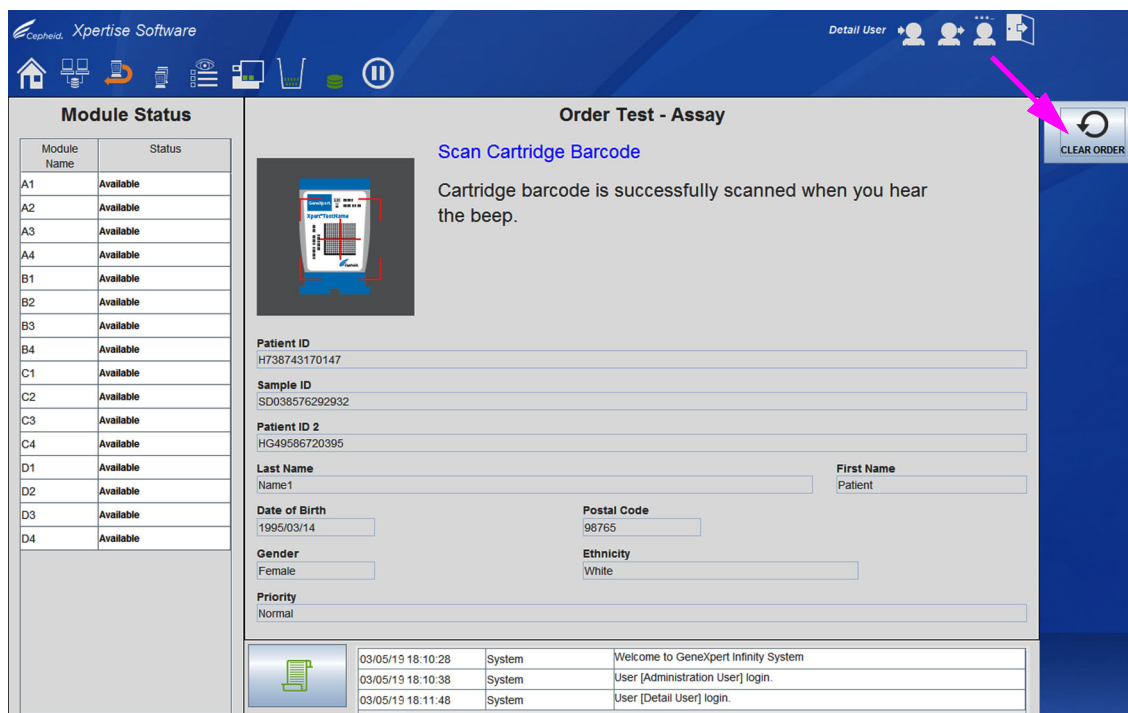 Cepheid. Xpertise Software
Detail User
Module Status
Module Name
Status
A1 Available
A2 Available
A3 Available
A4 Available
B1 Available
B2 Available
B3 Available
B4 Available
C1 Available
C2 Available
C3 Available
C4 Available
D1 Available
D2 Available
D3 Available
D4 Available
Order Test - Assay
CLEAR ORDER
Scan Cartridge Barcode
Cartridge barcode is successfully scanned when you hear
the beep.
GeneXpert
Xpert®TestName
Cepheid.
Patient ID
H738743170147
Sample ID
SD038576292932
Patient ID 2
HG49586720395
Last Name
First Name
Name1
Patient
Date of Birth
Postal Code
1995/03/14
98765
Gender
Ethnicity
Female
White
Priority
Normal
03/05/19 18:10:28 System Welcome to GeneXpert Infinity System
03/05/19 18:10:38 System User [Administration User] login.
03/05/19 18:11:48 System User [Detail User] login.